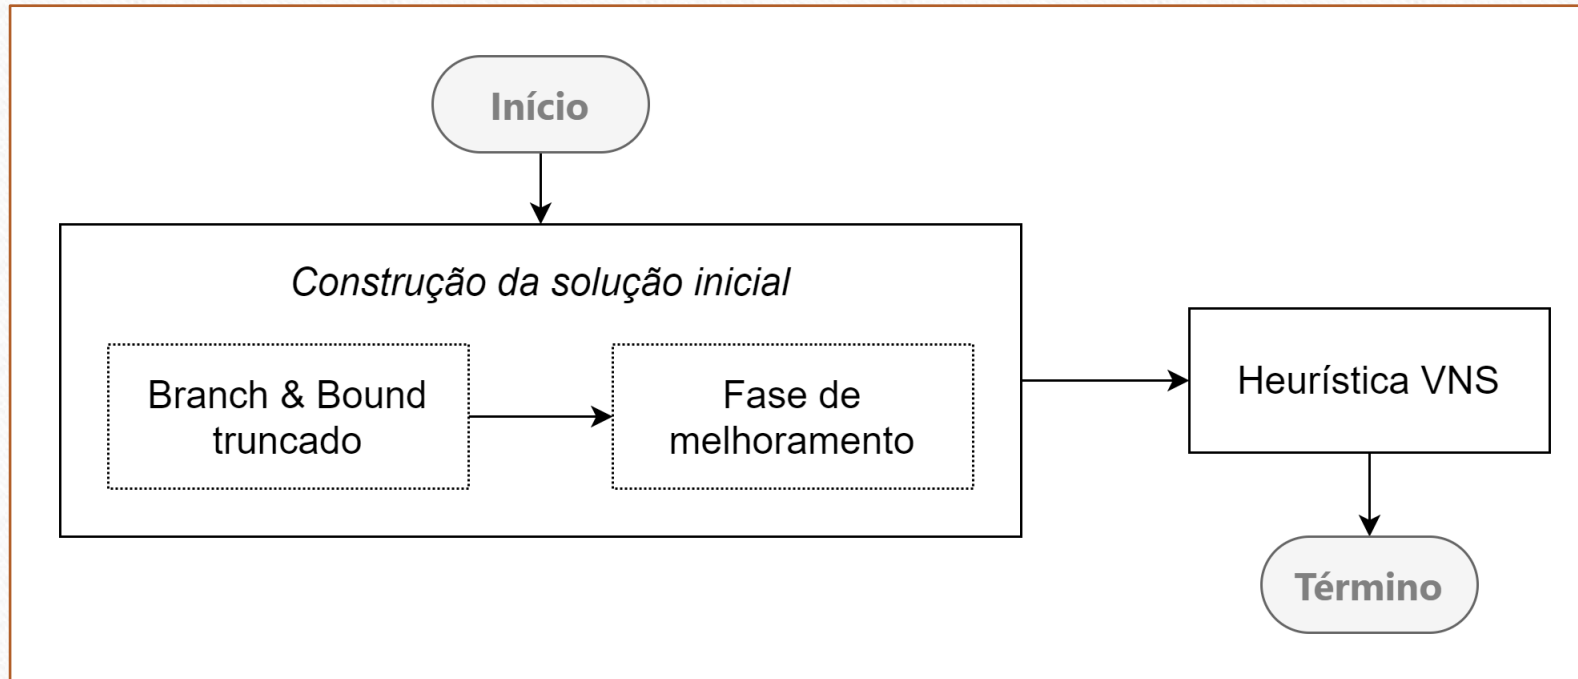 Início
Construção da solução inicial
Branch & Bound
truncado
Fase de
melhoramento
Heurística VNS
Término